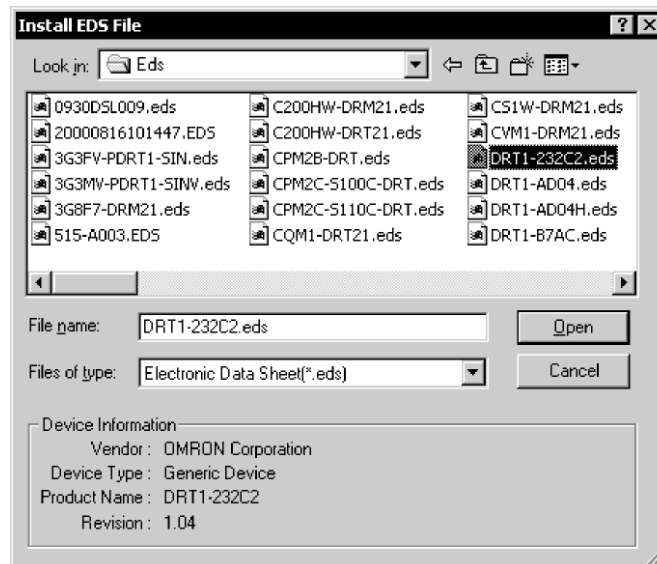 Install EDS File
Look in: Eds
0930DSL009.eds
20000816101447.EDS
3G3FV-PDRT1-SIN.eds
3G3MV-PDRT1-SINV.eds
3G8F7-DRM21.eds
515-A003.EDS
C200HW-DRM21.eds
C200HW-DRT21.eds
CPM2B-DRT.eds
CPM2C-S100C-DRT.eds
CPM2C-S110C-DRT.eds
CQM1-DRT21.eds
CS1W-DRM21.eds
CVM1-DRM21.eds
DRT1-232C2.eds
DRT1-AD04.eds
DRT1-AD04H.eds
DRT1-B7AC.eds
File name: DRT1-232C2.eds Open
Files of type: Electronic Data Sheet(*.eds) Cancel
Device Information
Vendor : OMRON Corporation
Device Type : Generic Device
Product Name : DRT1-232C2
Revision : 1.04